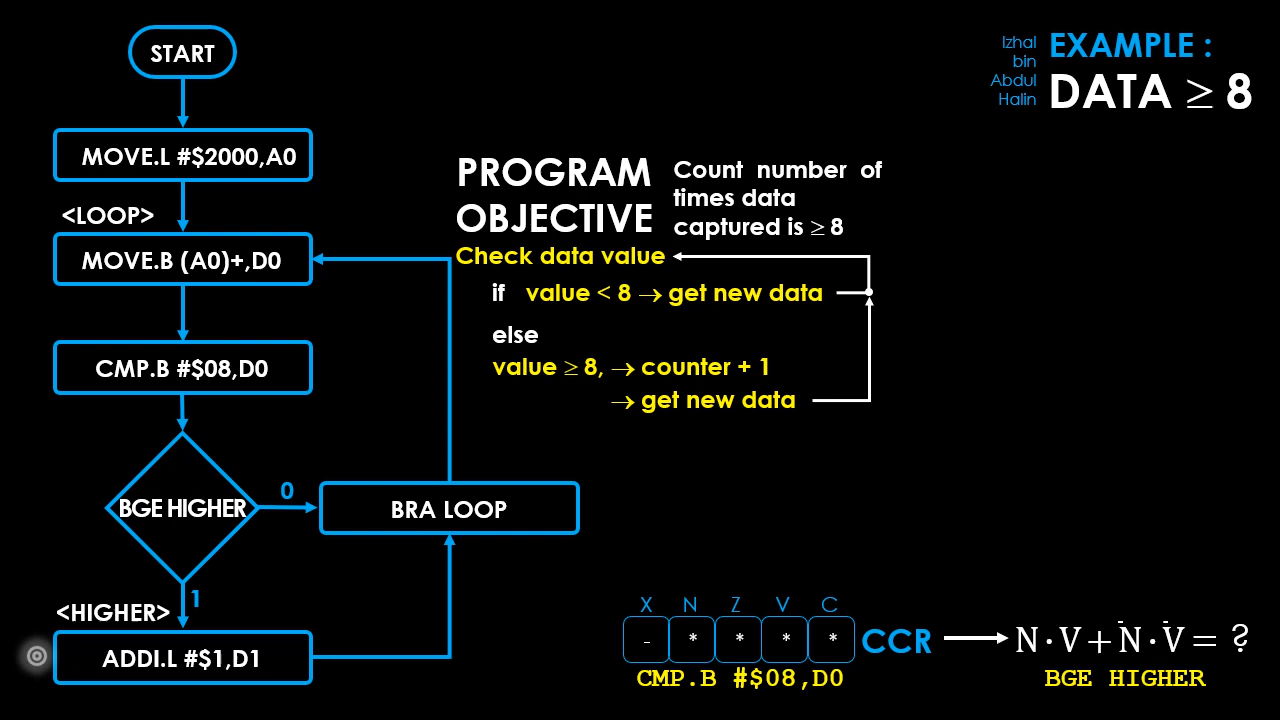 START
MOVE.L #$2000,A0
<LOOP>
MOVE.B (A0)+,D0
CMP.B #$08,D0
BGE HIGHER
0
BRA LOOP
1
<HIGHER>
ADDI.L #$1,D1
Izhal
bin
Abdul
Halin
EXAMPLE :
DATA ≥ 8
PROGRAM
OBJECTIVE
Count number of
times data
captured is ≥ 8
Check data value
if value < 8 → get new data
else
value ≥ 8, → counter + 1
→ get new data
X N Z V C
- * * * *
CCR
N·V+N̄·V̄= ?
CMP.B #$08,D0
BGE HIGHER